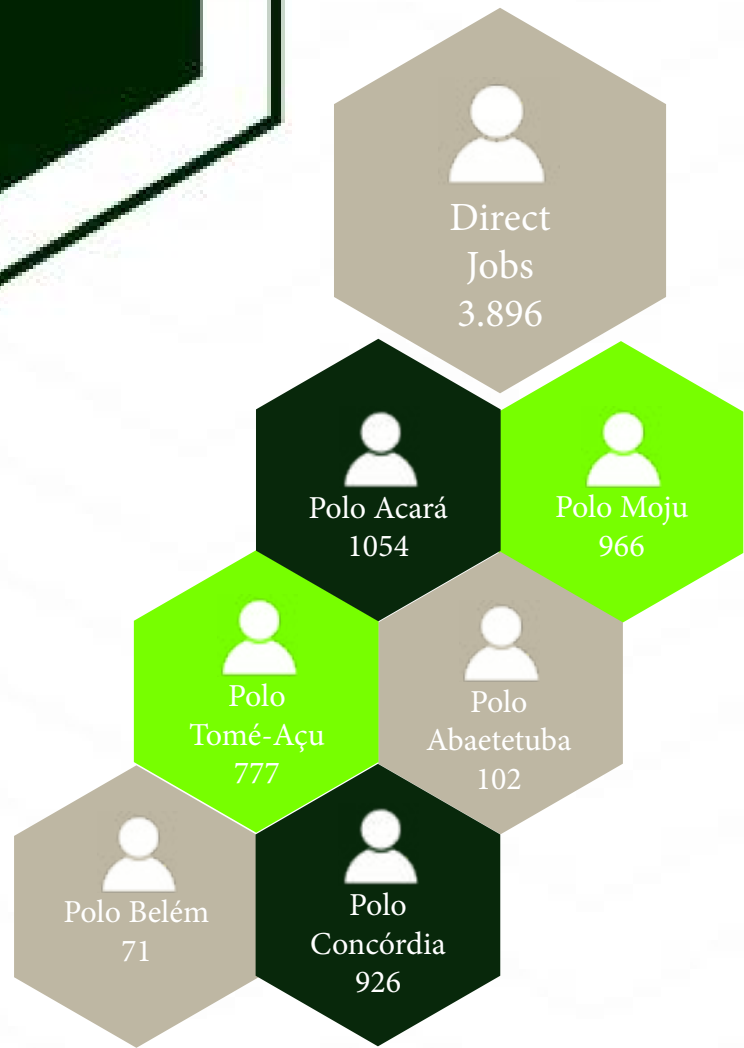 Direct
Jobs
3.896
Polo Acará
1054
Polo Moju
966
Polo
Tomé-Açu
777
Polo
Abaetetuba
102
Polo Belém
71
Polo
Concórdia
926